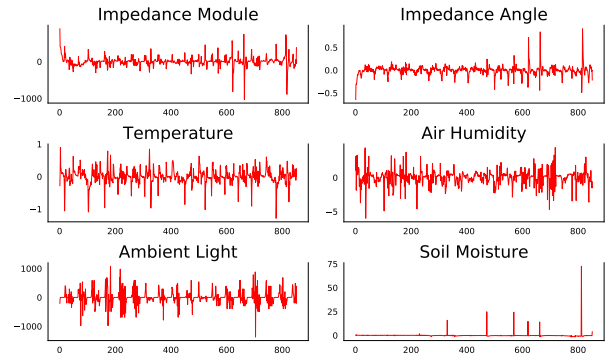 Impedance Module
0
−1000
0 200 400 600 800
Impedance Angle
0.5
0.0
−0.5
0 200 400 600 800
Temperature
1
0
−1
0 200 400 600 800
Air Humidity
0
−5
0 200 400 600 800
Ambient Light
1000
0
−1000
0 200 400 600 800
Soil Moisture
75
50
25
0
0 200 400 600 800